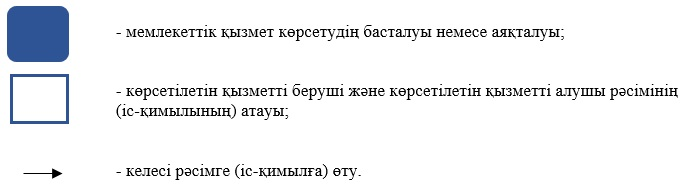 - мемлекеттік қызмет көрсетудің басталуы немесе аяқталуы;
- көрсетілетін қызметті беруші және көрсетілетін қызметті алушы рәсімінің
(іс-қимылының) атауы;
- келесі рәсімге (іс-қимылға) өту.